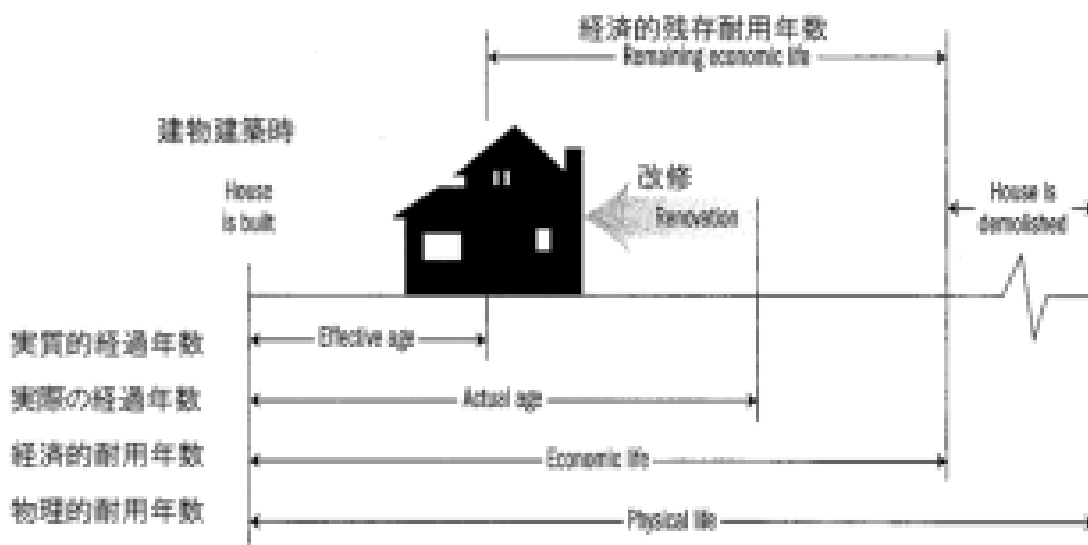 経済的残存耐用年数
Remaining economic life
建物建築時
House
is built
改修
Renovation
House is
demolished
実質的経過年数
Effective age
実際の経過年数
Actual age
経済的耐用年数
Economic life
物理的耐用年数
Physical life